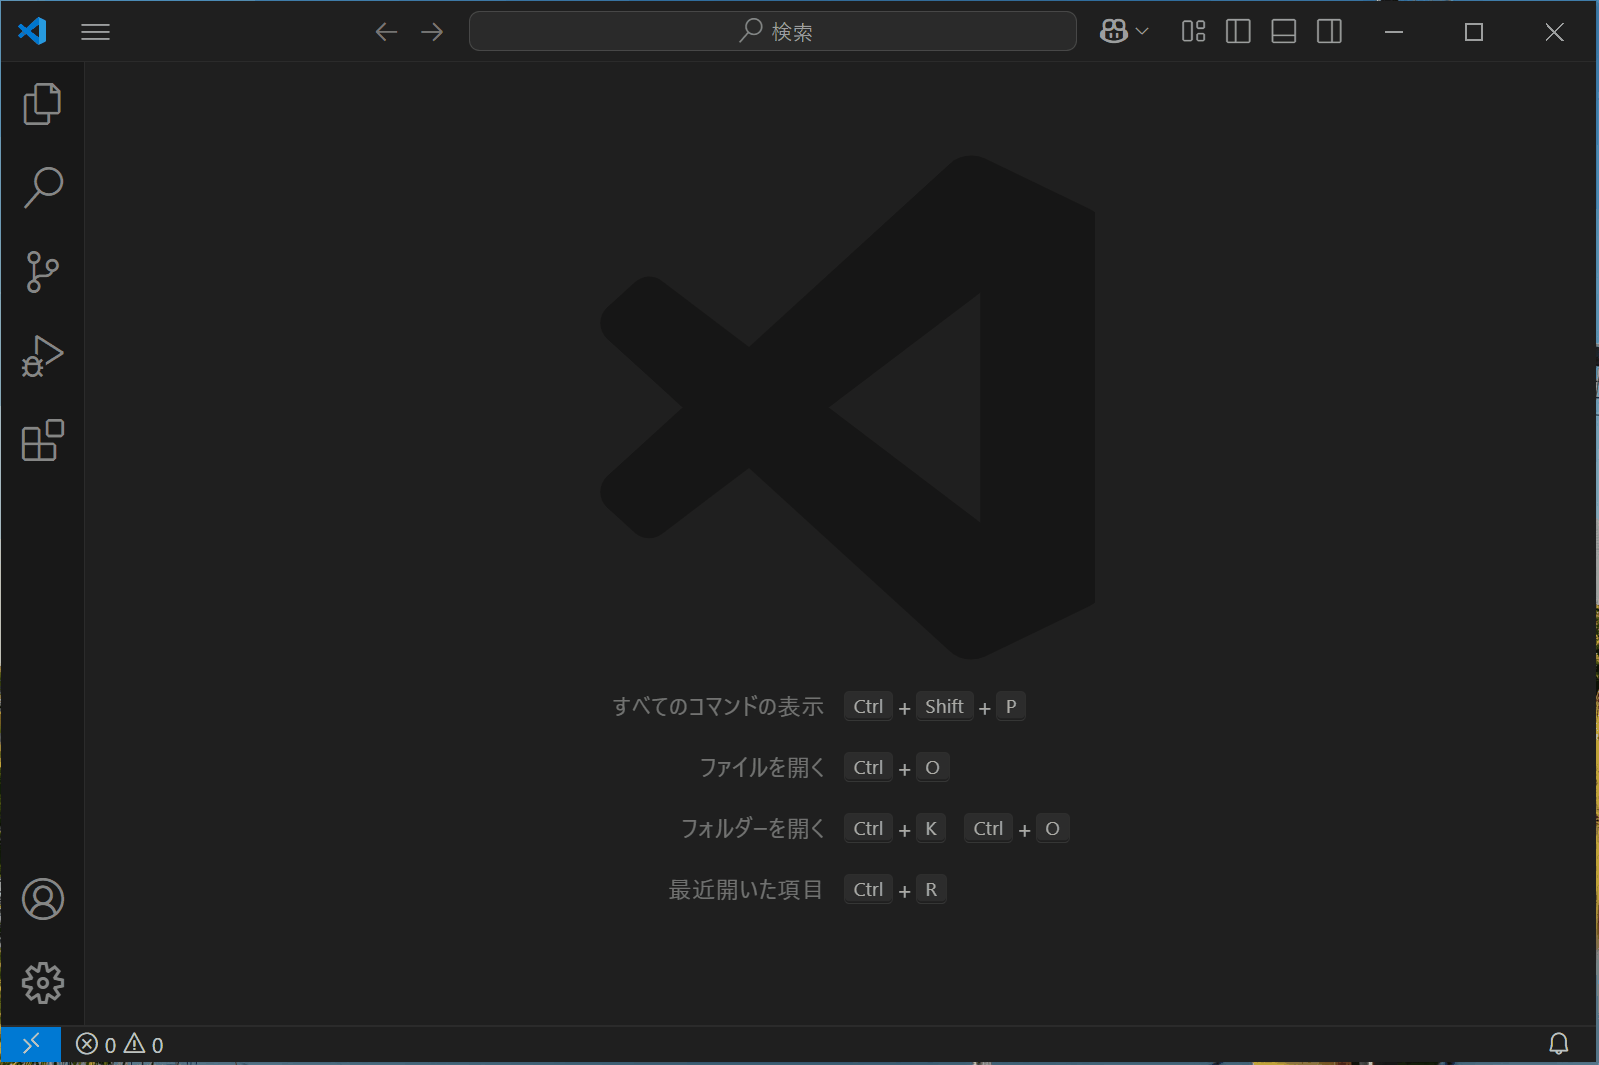 検索
すべてのコマンドの表示 Ctrl + Shift + P
ファイルを開く Ctrl + O
フォルダーを開く Ctrl + K Ctrl + O
最近開いた項目 Ctrl + R
0 0